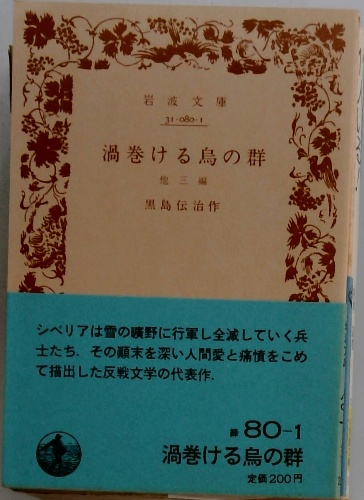 岩波文庫
31-080-1
渦巻ける烏の群
他三編
黒島伝治作
シベリアは雪の曠野に行軍し全滅していく兵
士たち．その顚末を深い人間愛と痛憤をこめ
て描出した反戦文学の代表作．
緑 80-1
渦巻ける烏の群
定価200円